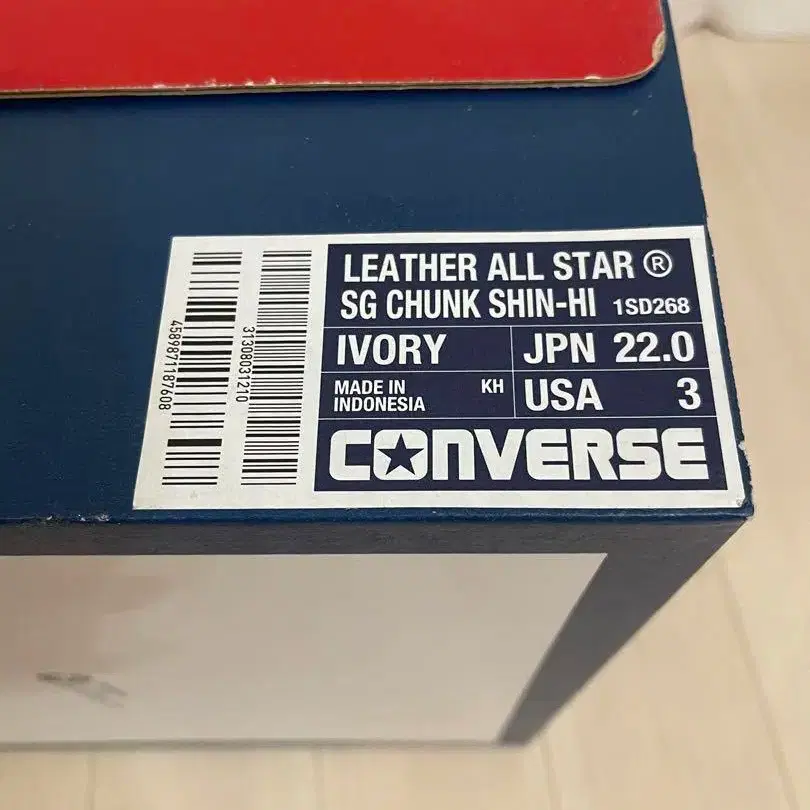 4589871187608
31308031210
LEATHER ALL STAR ®
SG CHUNK SHIN-HI 1SD268
IVORY
JPN 22.0
MADE IN
INDONESIA
KH
USA 3
CONVERSE